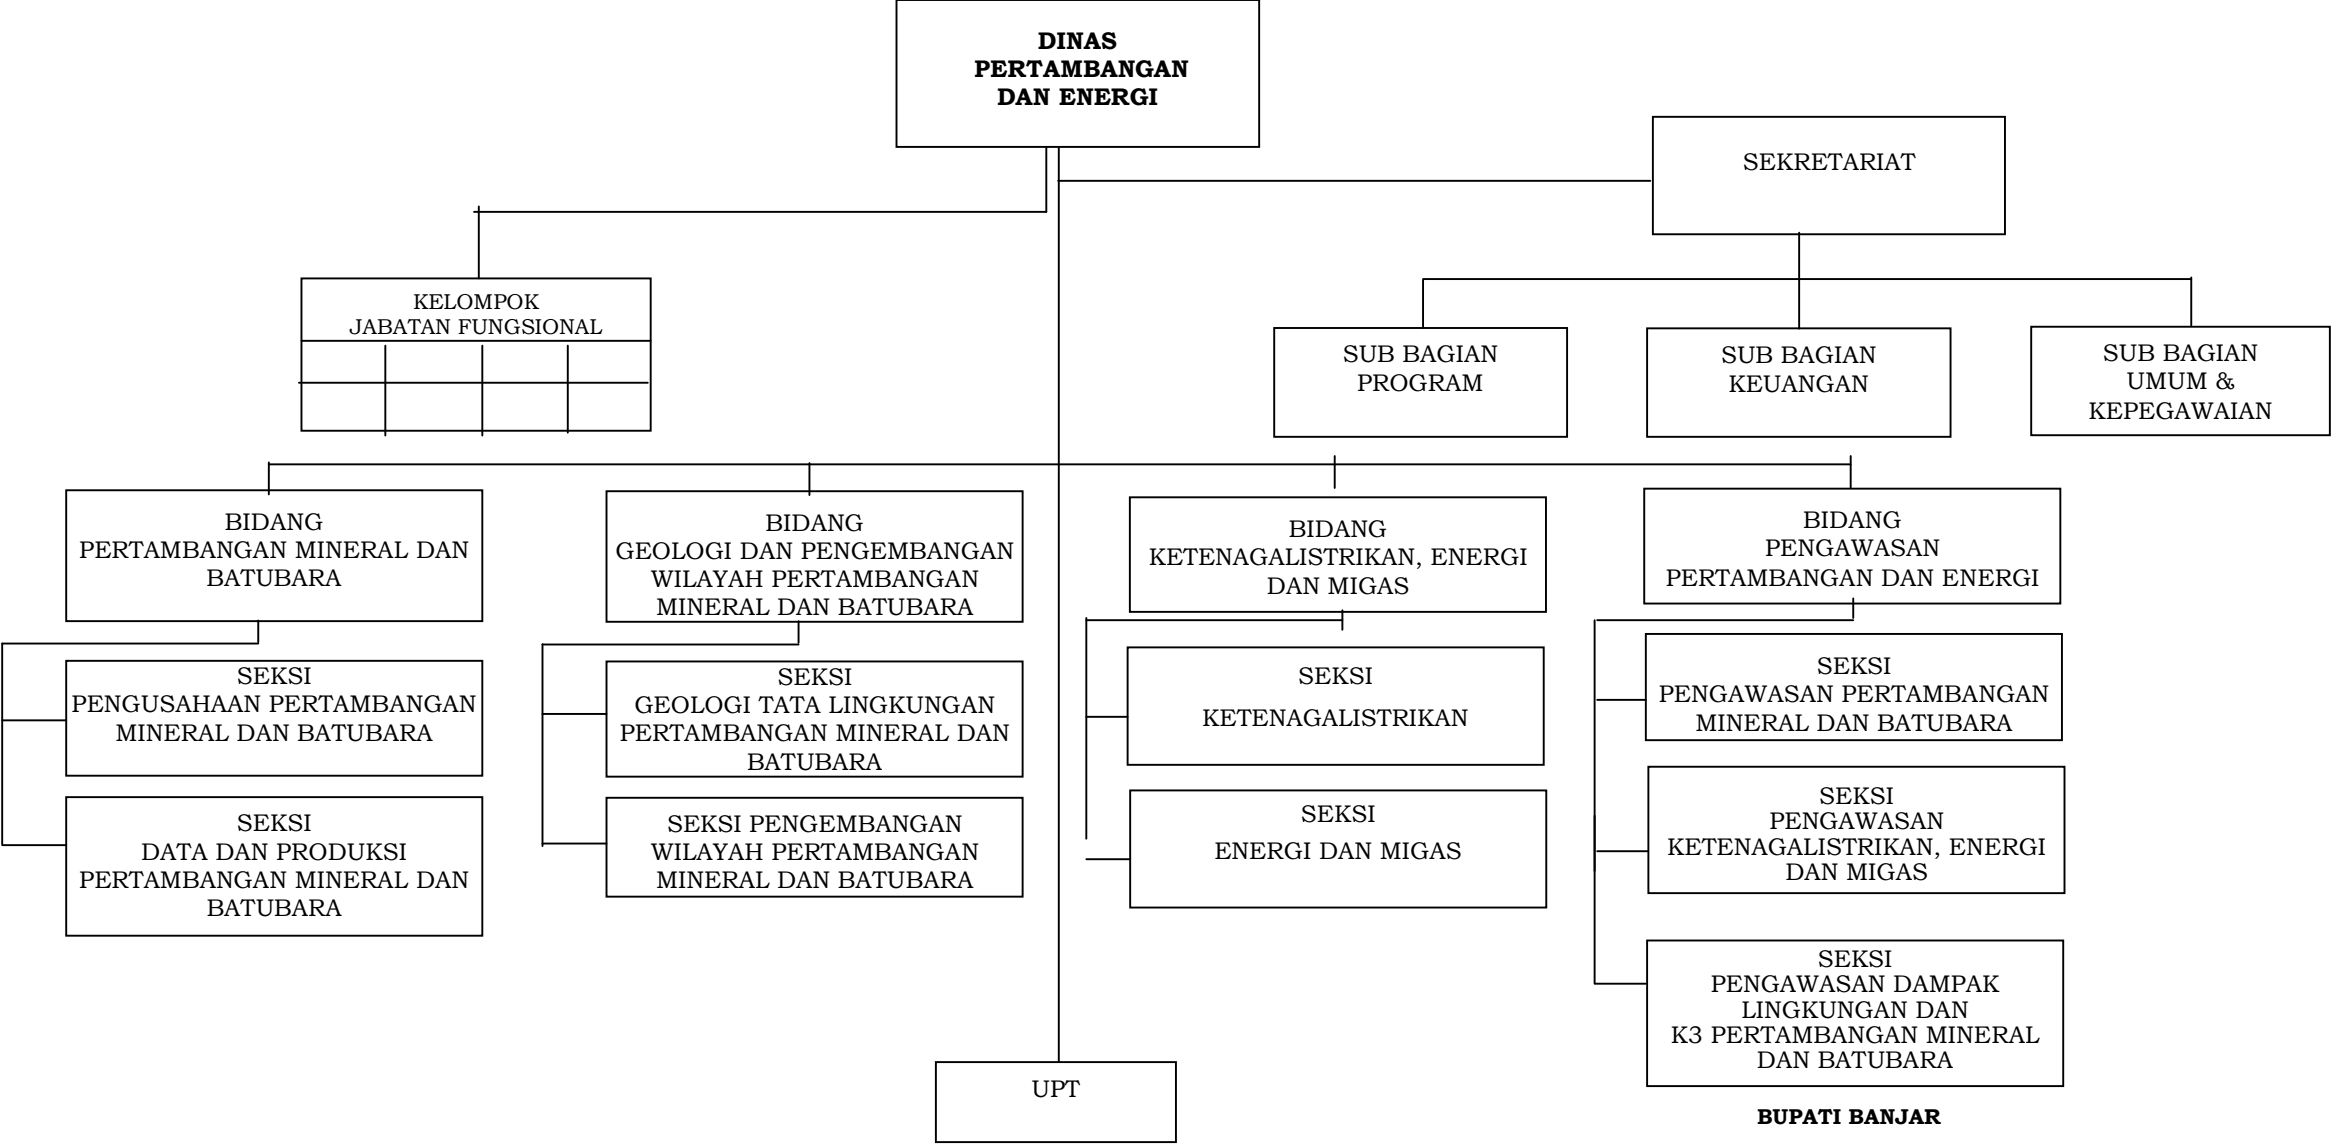 DINAS
PERTAMBANGAN
DAN ENERGI
SEKRETARIAT
KELOMPOK
JABATAN FUNGSIONAL
SUB BAGIAN
PROGRAM
SUB BAGIAN
KEUANGAN
SUB BAGIAN
UMUM &
KEPEGAWAIAN
BIDANG
PERTAMBANGAN MINERAL DAN
BATUBARA
BIDANG
GEOLOGI DAN PENGEMBANGAN
WILAYAH PERTAMBANGAN
MINERAL DAN BATUBARA
BIDANG
KETENAGALISTRIKAN, ENERGI
DAN MIGAS
BIDANG
PENGAWASAN
PERTAMBANGAN DAN ENERGI
SEKSI
PENGUSAHAAN PERTAMBANGAN
MINERAL DAN BATUBARA
SEKSI
GEOLOGI TATA LINGKUNGAN
PERTAMBANGAN MINERAL DAN
BATUBARA
SEKSI
KETENAGALISTRIKAN
SEKSI
PENGAWASAN PERTAMBANGAN
MINERAL DAN BATUBARA
SEKSI
DATA DAN PRODUKSI
PERTAMBANGAN MINERAL DAN
BATUBARA
SEKSI PENGEMBANGAN
WILAYAH PERTAMBANGAN
MINERAL DAN BATUBARA
SEKSI
ENERGI DAN MIGAS
SEKSI
PENGAWASAN
KETENAGALISTRIKAN, ENERGI
DAN MIGAS
SEKSI
PENGAWASAN DAMPAK
LINGKUNGAN DAN
K3 PERTAMBANGAN MINERAL
DAN BATUBARA
UPT
BUPATI BANJAR